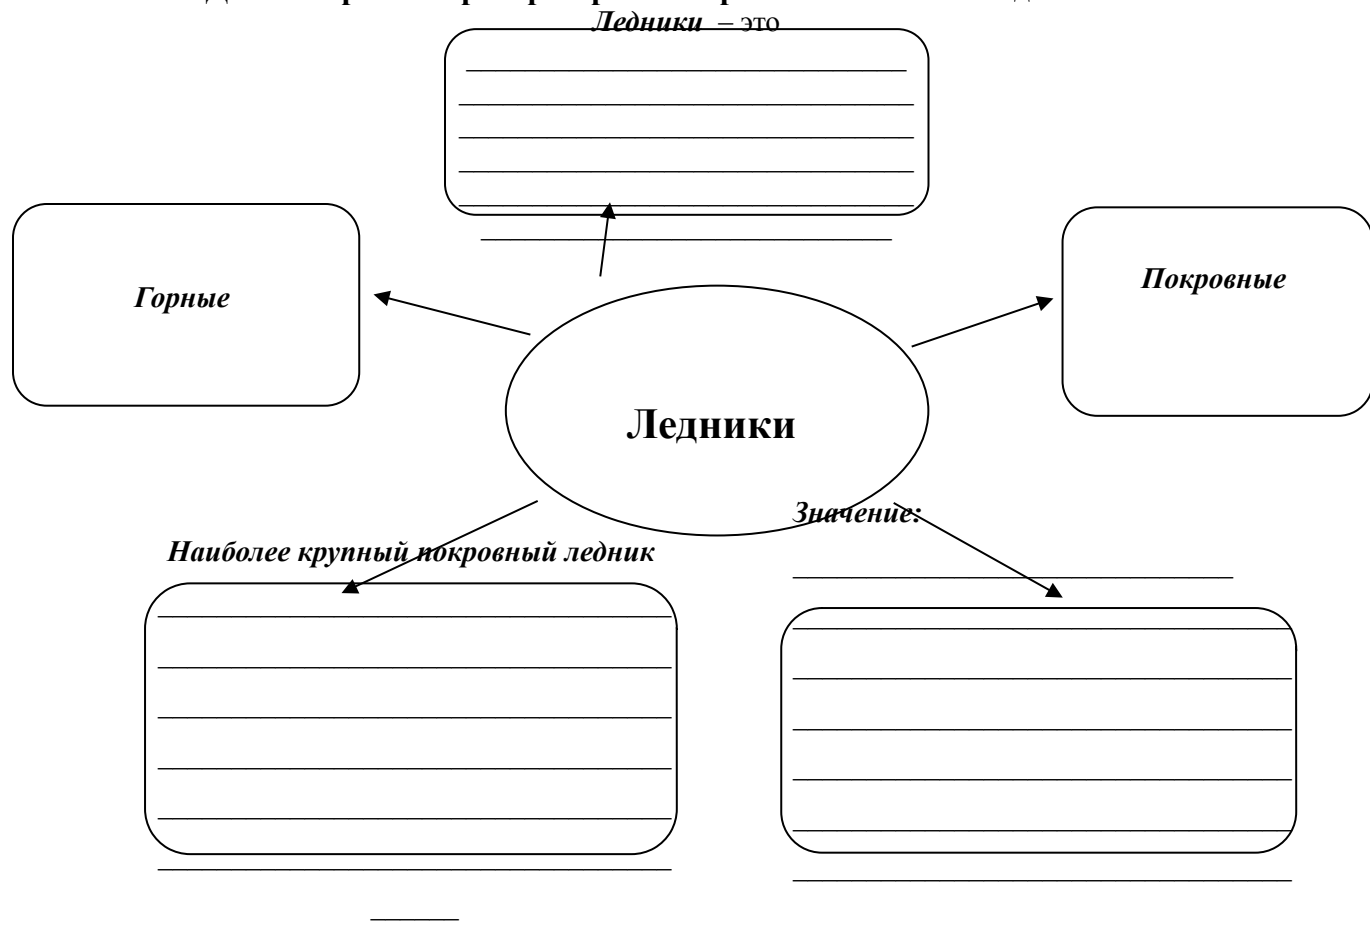 Ледники – это
Горные
Покровные
Ледники
Значение:
Наиболее крупный покровный ледник